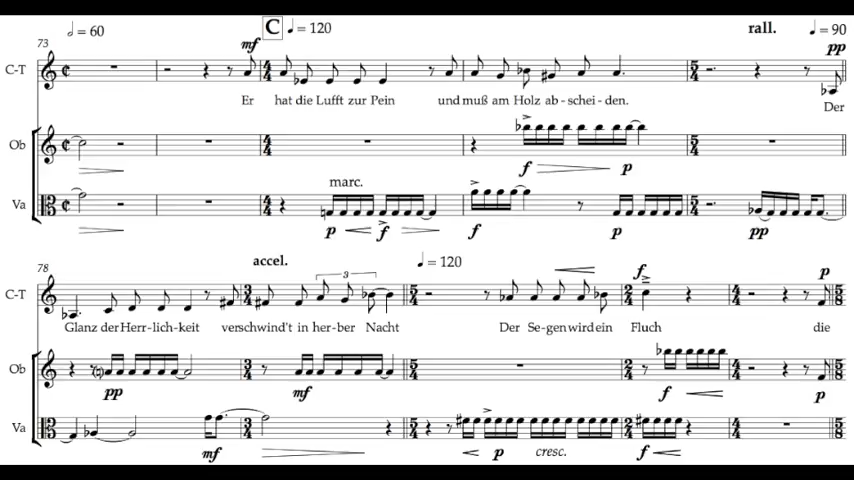 73 𝅗𝅥 = 60 mf C ♩ = 120 rall. ♩ = 90 pp
C-T
Er hat die Lufft zur Pein und muß am Holz ab - schei - den. Der
Ob
f p
marc.
Va
p f f p pp
78 accel. 3 ♩ = 120 f p
C-T
Glanz der Herr - lich - keit verschwind't in her - ber Nacht Der Se - gen wird ein Fluch die
Ob
pp mf f p
Va
mf p cresc. f